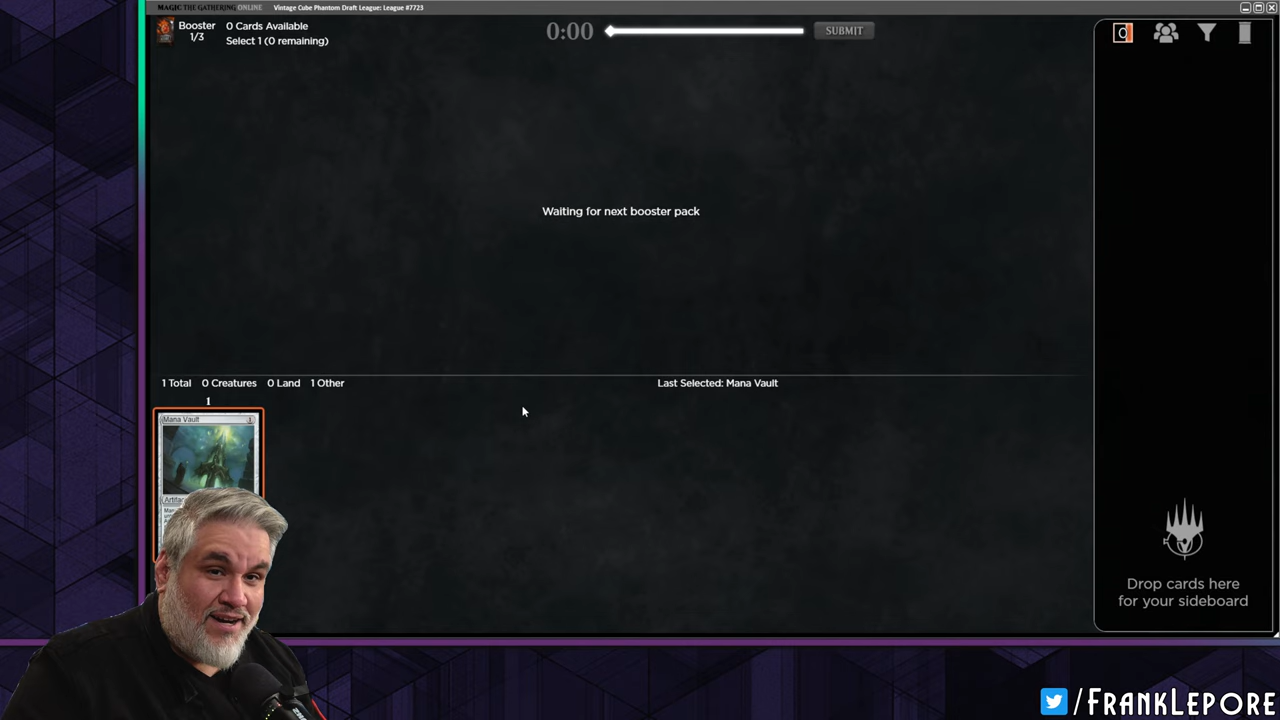 MAGIC THE GATHERING ONLINE Vintage Cube Phantom Draft League: League #7723
Booster
1/3
0 Cards Available
Select 1 (0 remaining)
0:00
SUBMIT
0
Waiting for next booster pack
1 Total 0 Creatures 0 Land 1 Other
Last Selected: Mana Vault
1
Mana Vault 1
Drop cards here
for your sideboard
/FRANKLEPORE